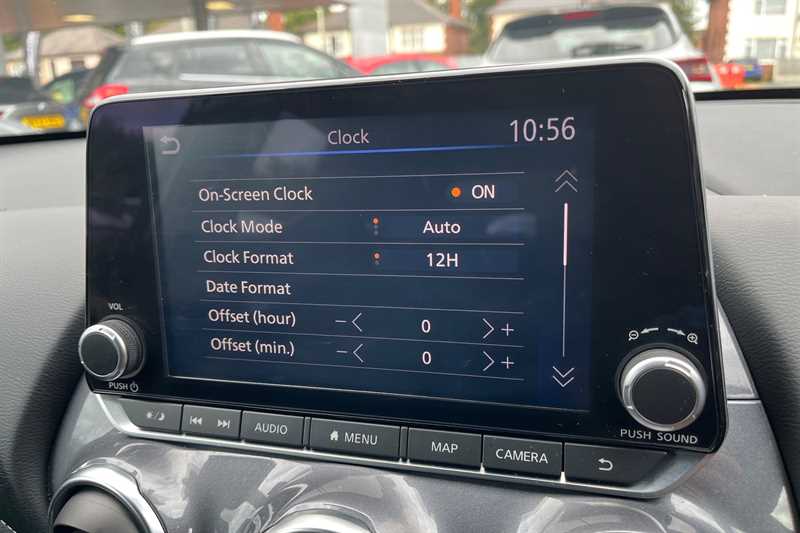 Clock 10:56
On-Screen Clock ON
Clock Mode Auto
Clock Format 12H
Date Format
Offset (hour) − 0 +
Offset (min.) − 0 +
VOL
PUSH
PUSH SOUND
AUDIO
MENU
MAP
CAMERA